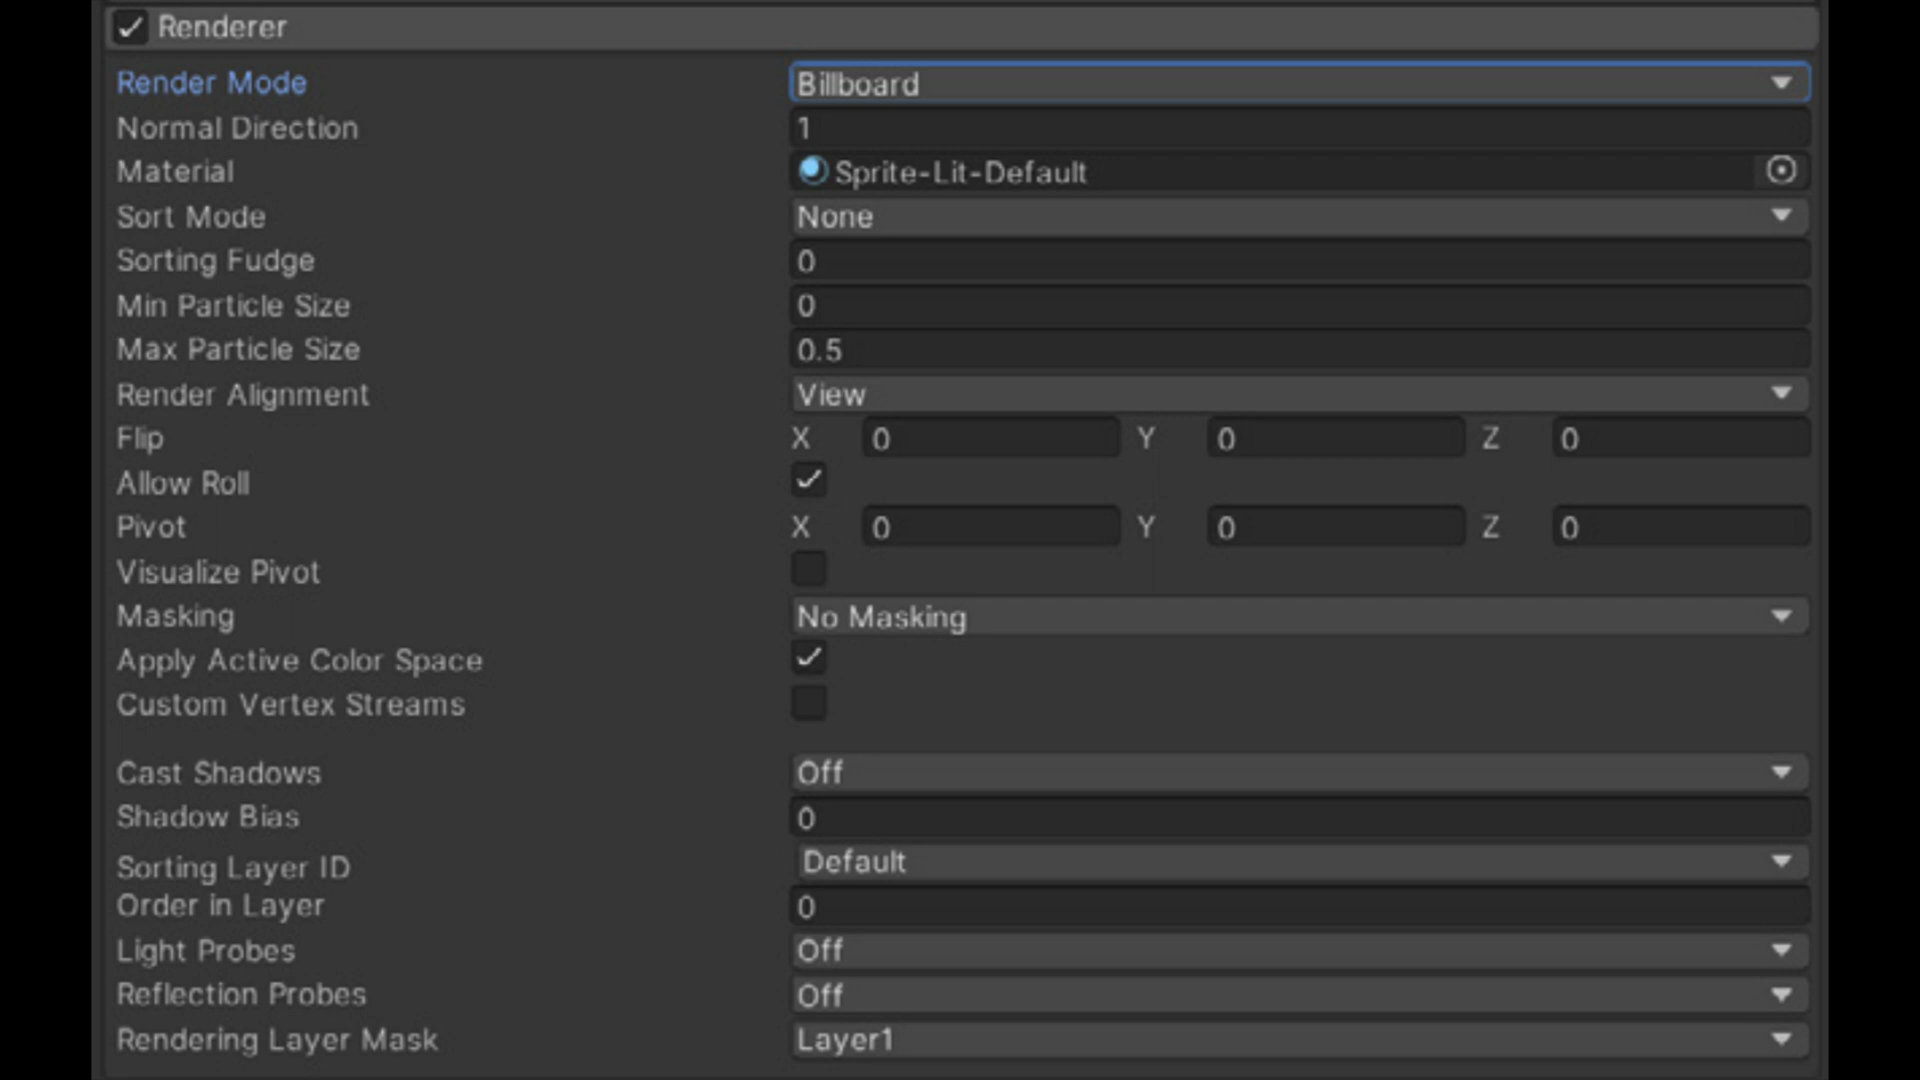 Renderer
Render Mode Billboard
Normal Direction 1
Material Sprite-Lit-Default
Sort Mode None
Sorting Fudge 0
Min Particle Size 0
Max Particle Size 0.5
Render Alignment View
Flip X 0 Y 0 Z 0
Allow Roll
Pivot X 0 Y 0 Z 0
Visualize Pivot
Masking No Masking
Apply Active Color Space
Custom Vertex Streams
Cast Shadows Off
Shadow Bias 0
Sorting Layer ID Default
Order in Layer 0
Light Probes Off
Reflection Probes Off
Rendering Layer Mask Layer1